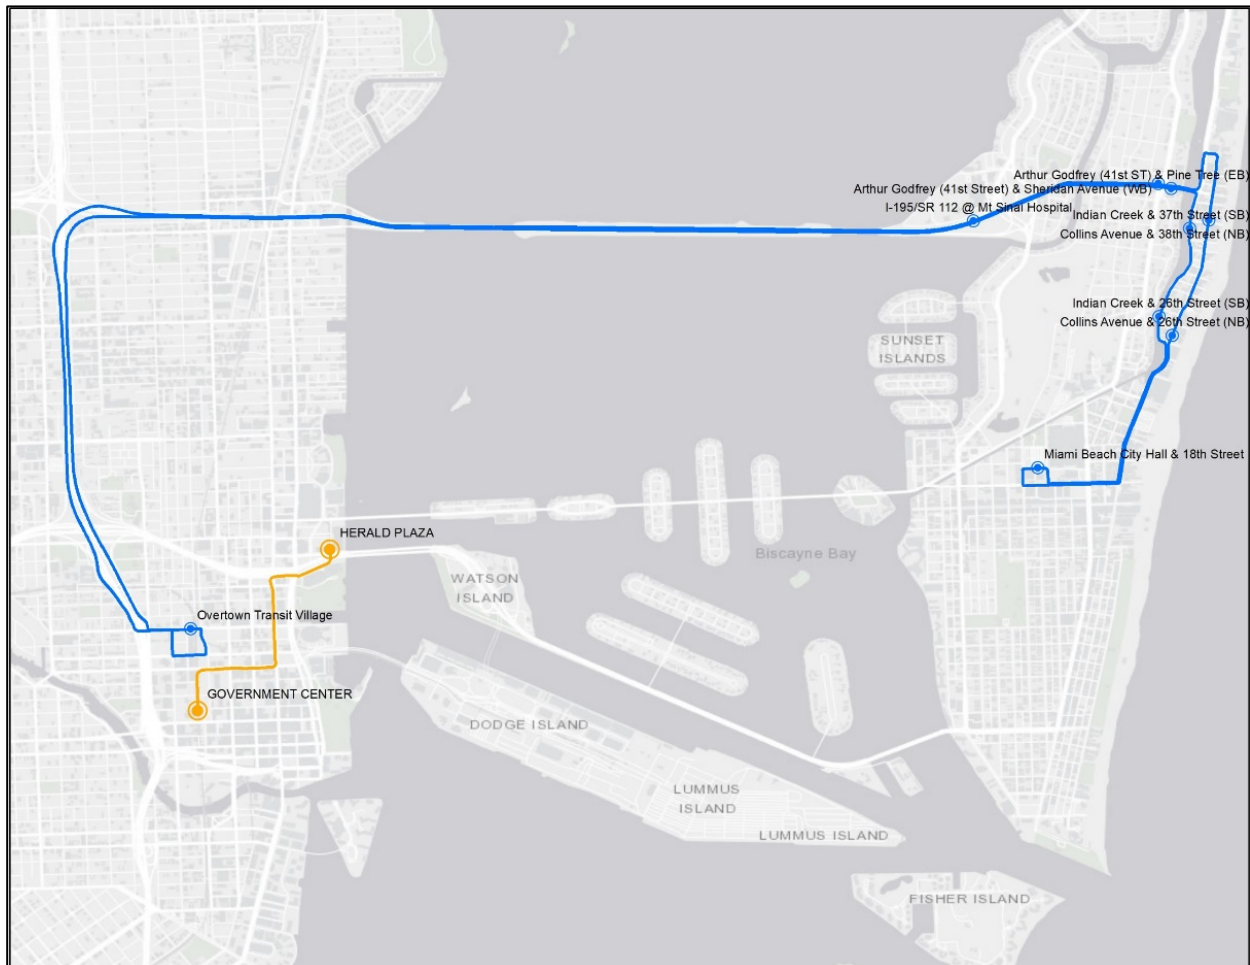 Arthur Godfrey (41st ST) & Pine Tree (EB)
Arthur Godfrey (41st Street) & Sheridan Avenue (WB)
I-195/SR 112 @ Mt Sinai Hospital
Indian Creek & 37th Street (SB)
Collins Avenue & 38th Street (NB)
Indian Creek & 26th Street (SB)
Collins Avenue & 26th Street (NB)
SUNSET
ISLANDS
Miami Beach City Hall & 18th Street
HERALD PLAZA
Biscayne Bay
WATSON
ISLAND
Overtown Transit Village
GOVERNMENT CENTER
DODGE ISLAND
LUMMUS
ISLAND
LUMMUS ISLAND
FISHER ISLAND